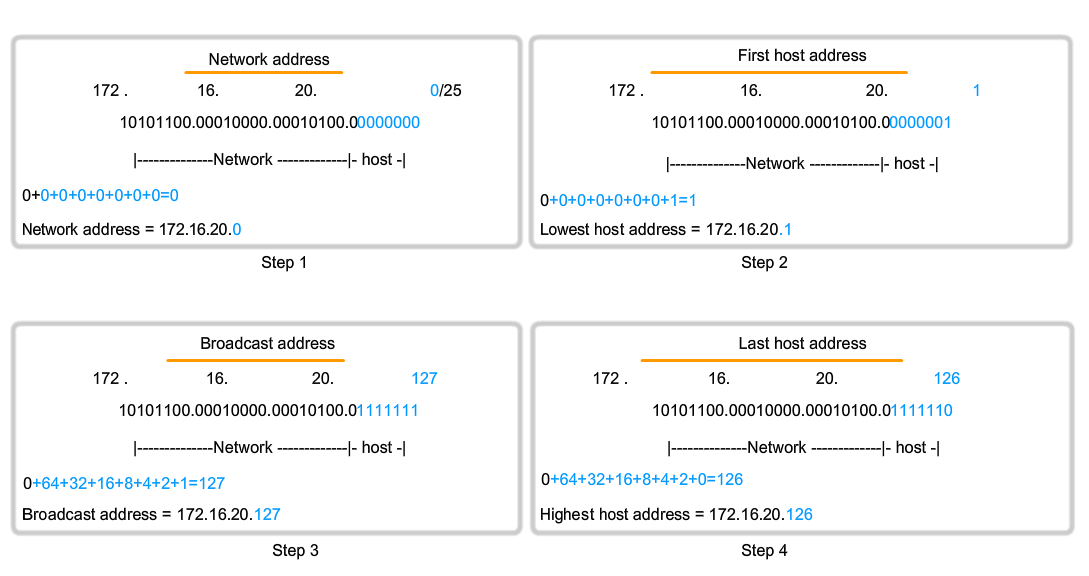 Network address
172 . 16. 20. 0/25
10101100.00010000.00010100.00000000
|--------------Network -------------|- host -|
0+0+0+0+0+0+0+0=0
Network address = 172.16.20.0
Step 1
First host address
172 . 16. 20. 1
10101100.00010000.00010100.00000001
|--------------Network -------------|- host -|
0+0+0+0+0+0+0+1=1
Lowest host address = 172.16.20.1
Step 2
Broadcast address
172 . 16. 20. 127
10101100.00010000.00010100.01111111
|--------------Network -------------|- host -|
0+64+32+16+8+4+2+1=127
Broadcast address = 172.16.20.127
Step 3
Last host address
172 . 16. 20. 126
10101100.00010000.00010100.01111110
|--------------Network -------------|- host -|
0+64+32+16+8+4+2+0=126
Highest host address = 172.16.20.126
Step 4